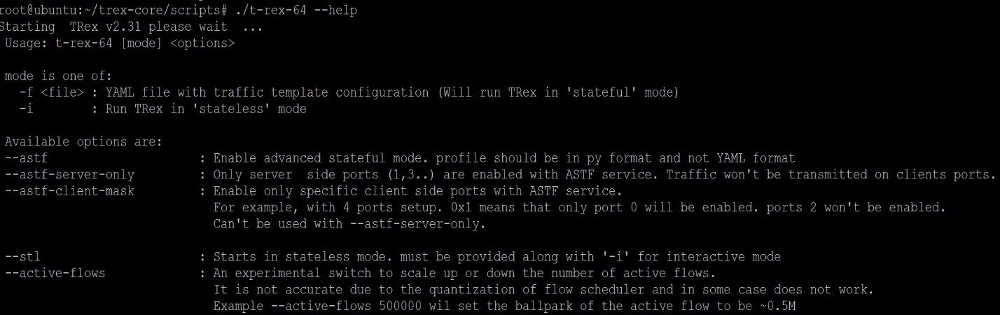 root@ubuntu:~/trex-core/scripts# ./t-rex-64 --help
Starting  TRex v2.31 please wait  ...
Usage: t-rex-64 [mode] <options>

mode is one of:
-f <file> : YAML file with traffic template configuration (Will run TRex in 'stateful' mode)
-i        : Run TRex in 'stateless' mode

Available options are:
--astf                   : Enable advanced stateful mode. profile should be in py format and not YAML format
--astf-server-only       : Only server  side ports (1,3..) are enabled with ASTF service. Traffic won't be transmitted on clients ports.
--astf-client-mask       : Enable only specific client side ports with ASTF service.
For example, with 4 ports setup. 0x1 means that only port 0 will be enabled. ports 2 won't be enabled.
Can't be used with --astf-server-only.

--stl                    : Starts in stateless mode. must be provided along with '-i' for interactive mode
--active-flows           : An experimental switch to scale up or down the number of active flows.
It is not accurate due to the quantization of flow scheduler and in some case does not work.
Example --active-flows 500000 wil set the ballpark of the active flow to be ~0.5M